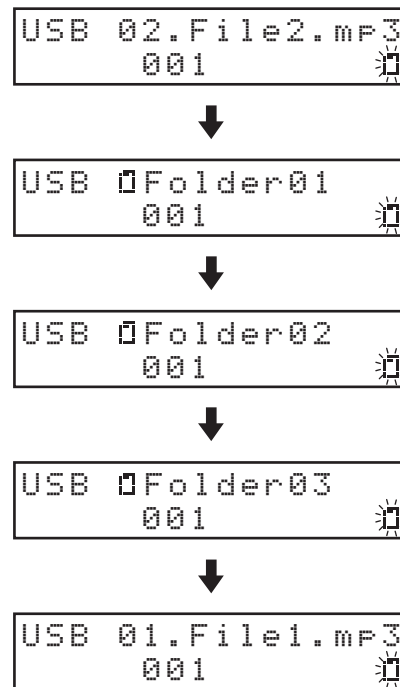 USB 02.File2.mp3
001
USB Folder01
001
USB Folder02
001
USB Folder03
001
USB 01.File1.mp3
001